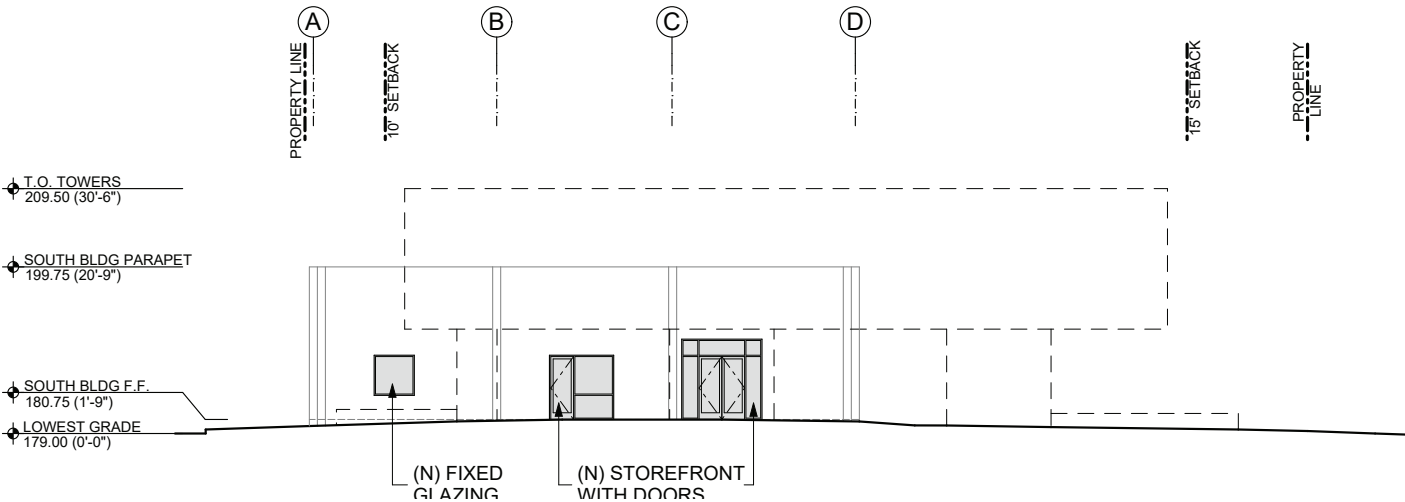 A
B
C
D
PROPERTY LINE
10' SETBACK
15' SETBACK
PROPERTY
LINE
T.O. TOWERS
209.50 (30'-6")
SOUTH BLDG PARAPET
199.75 (20'-9")
SOUTH BLDG F.F.
180.75 (1'-9")
LOWEST GRADE
179.00 (0'-0")
(N) FIXED
GLAZING
(N) STOREFRONT
WITH DOORS